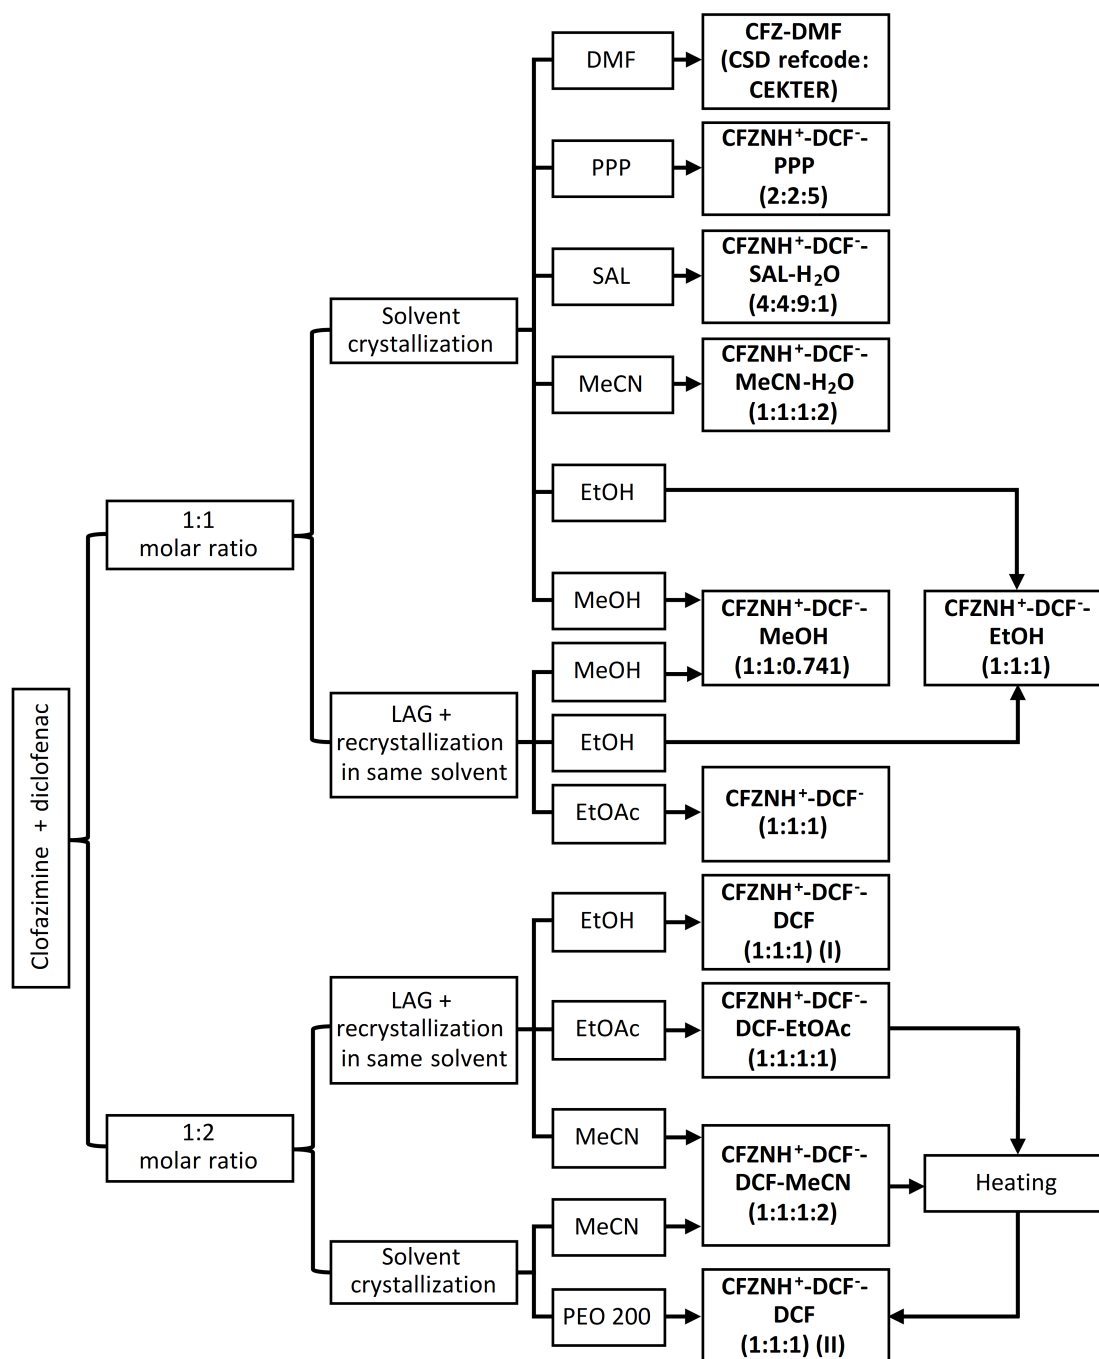 Clofazimine + diclofenac
1:1
molar ratio
Solvent
crystallization
DMF
CFZ-DMF
(CSD refcode:
CEKTER)
PPP
CFZNH⁺-DCF⁻-
PPP
(2:2:5)
SAL
CFZNH⁺-DCF⁻-
SAL-H₂O
(4:4:9:1)
MeCN
CFZNH⁺-DCF⁻-
MeCN-H₂O
(1:1:1:2)
EtOH
MeOH
CFZNH⁺-DCF⁻-
MeOH
(1:1:0.741)
CFZNH⁺-DCF⁻-
EtOH
(1:1:1)
LAG +
recrystallization
in same solvent
MeOH
EtOH
EtOAc
CFZNH⁺-DCF⁻
(1:1:1)
1:2
molar ratio
LAG +
recrystallization
in same solvent
EtOH
CFZNH⁺-DCF⁻-
DCF
(1:1:1) (I)
EtOAc
CFZNH⁺-DCF⁻-
DCF-EtOAc
(1:1:1:1)
MeCN
CFZNH⁺-DCF⁻-
DCF-MeCN
(1:1:1:2)
Heating
Solvent
crystallization
MeCN
PEO 200
CFZNH⁺-DCF⁻-
DCF
(1:1:1) (II)